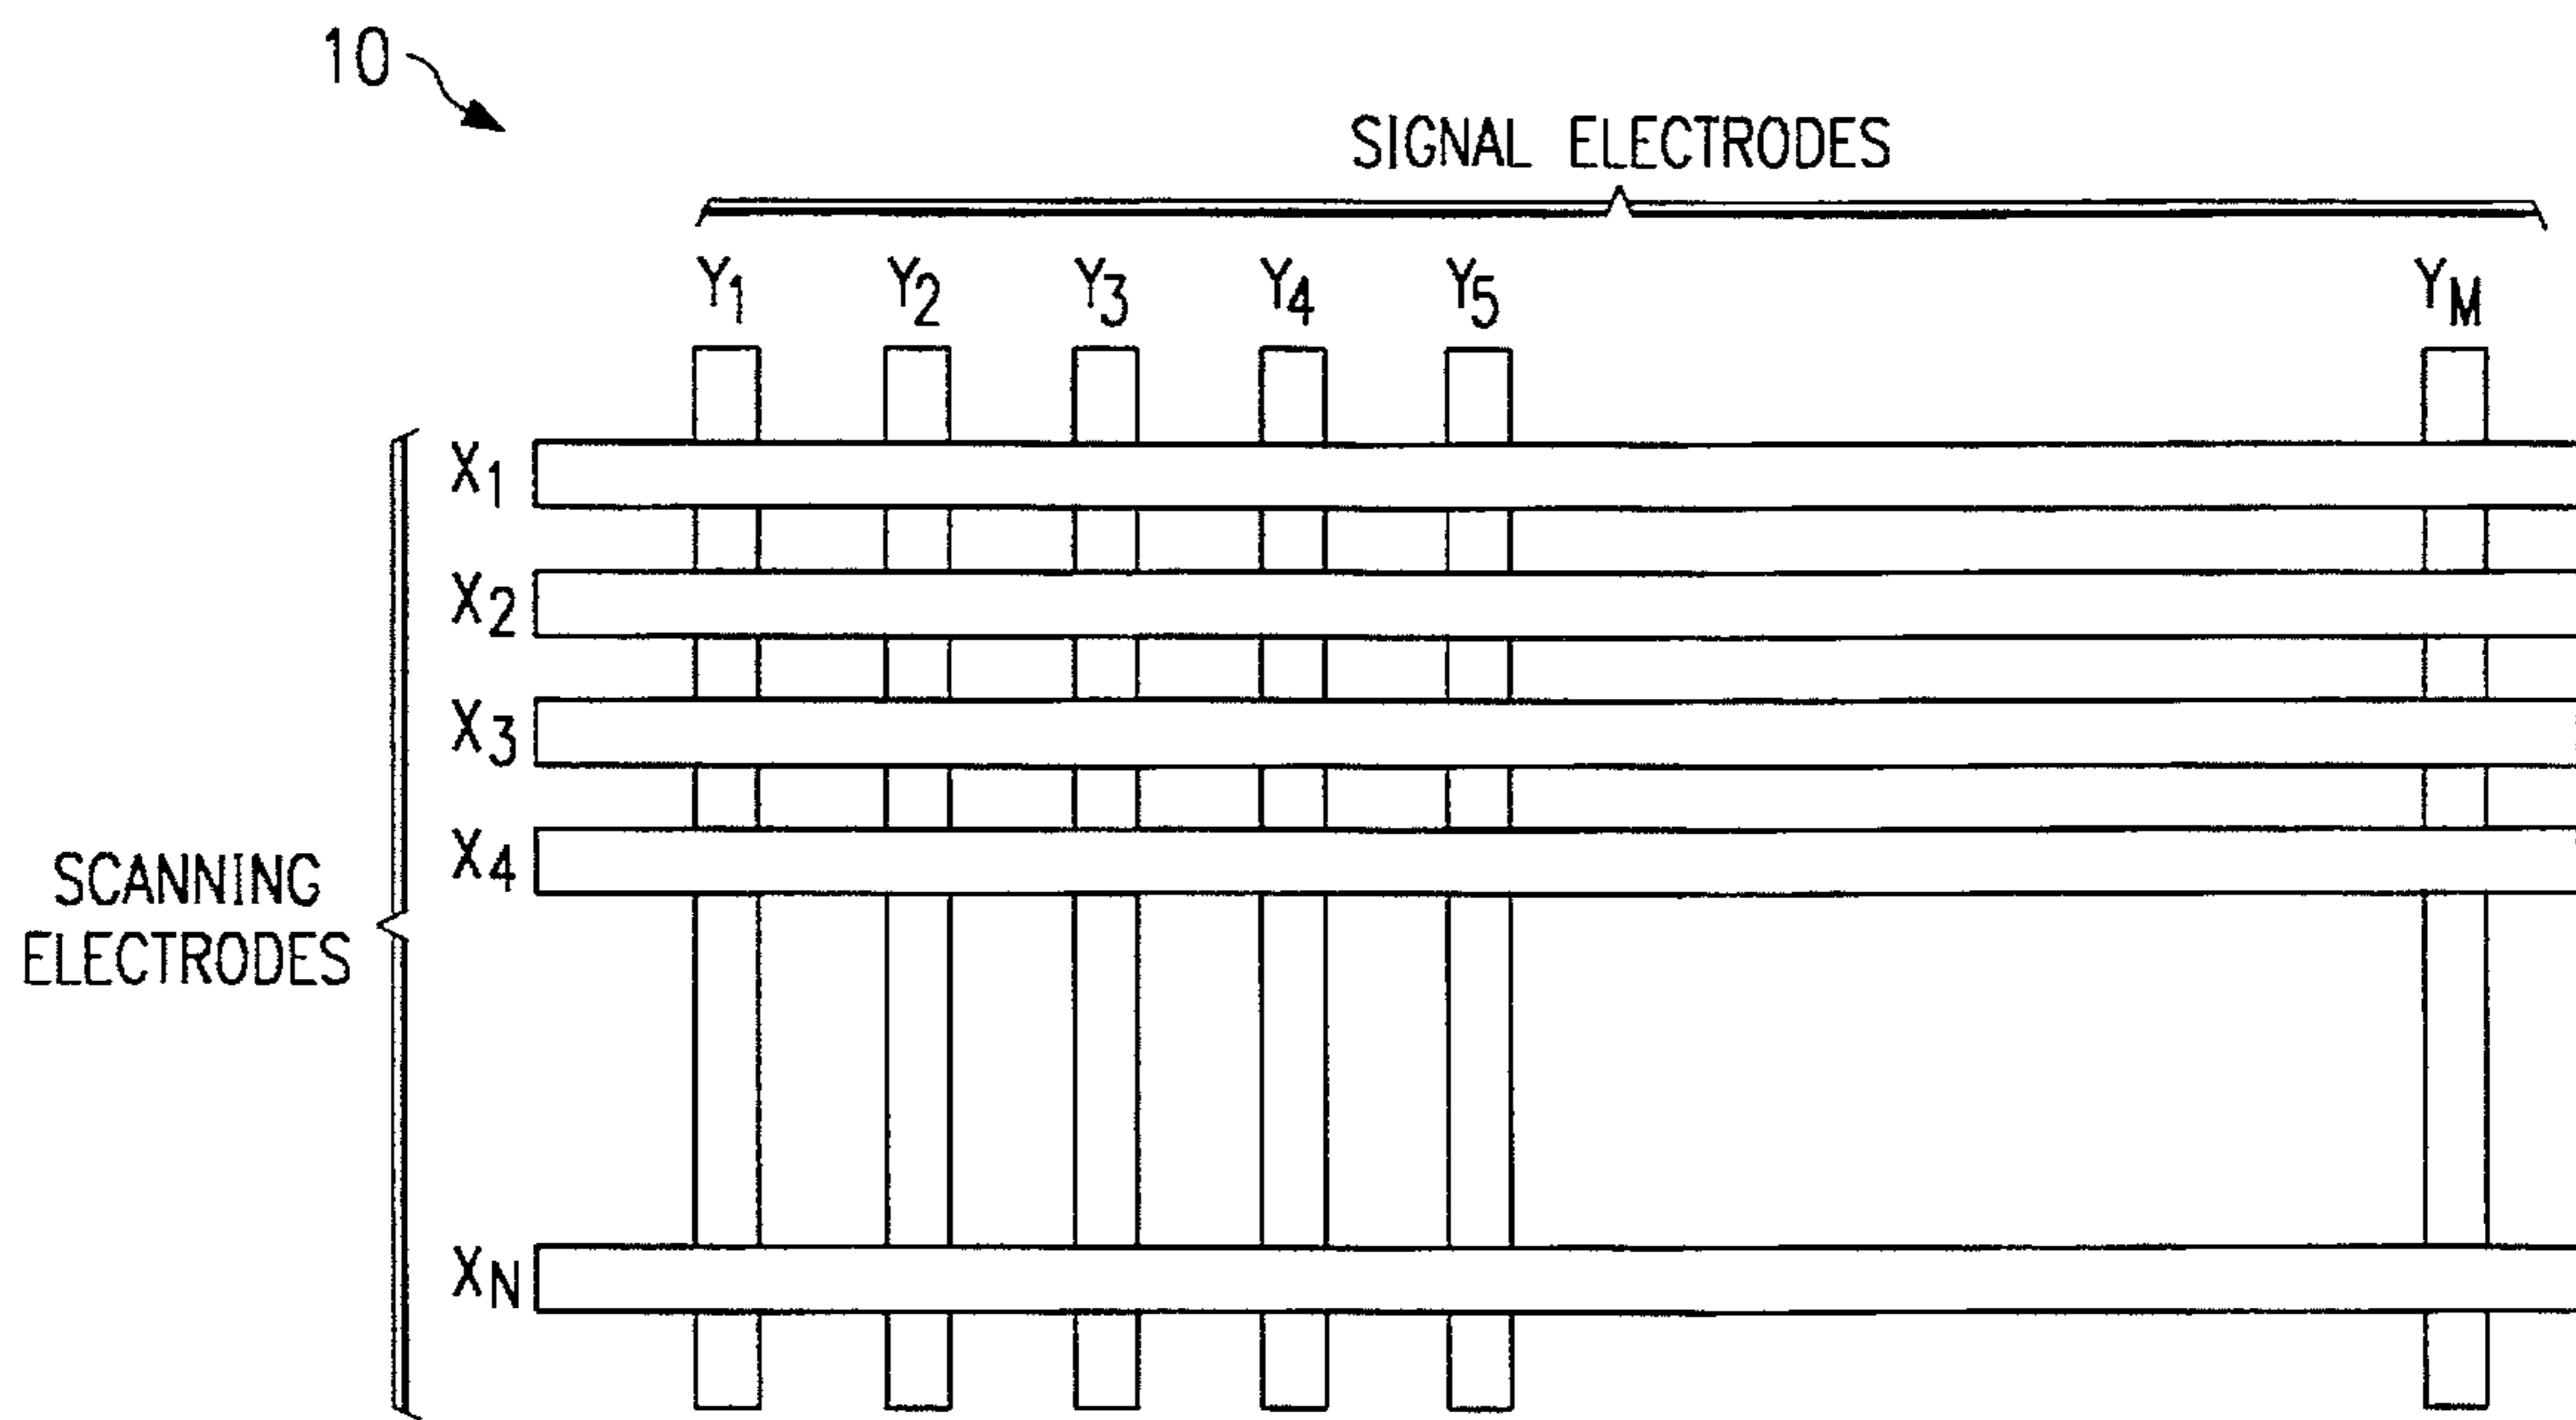 10
SIGNAL ELECTRODES
Y1 Y2 Y3 Y4 Y5 YM
X1
X2
X3
X4
SCANNING
ELECTRODES
XN